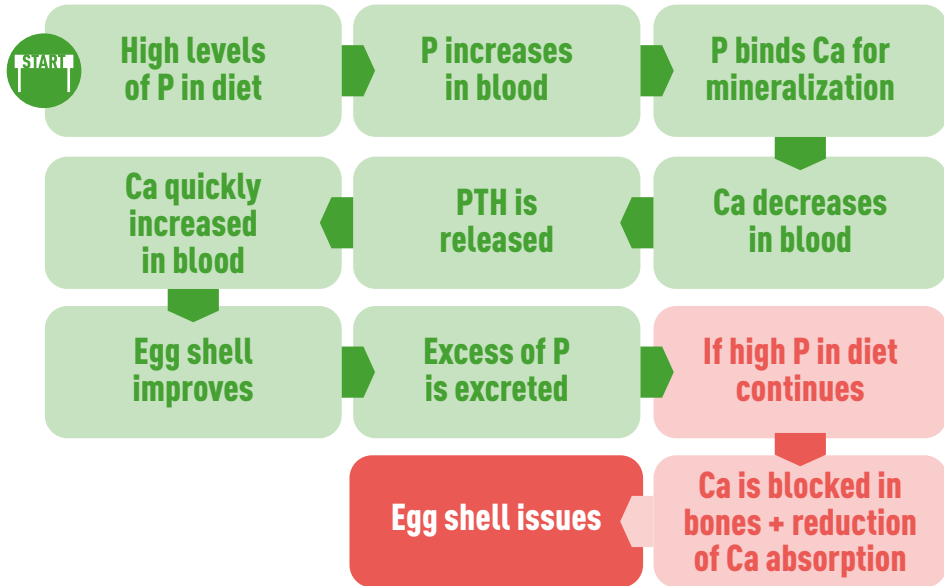 START
High levels
of P in diet
P increases
in blood
P binds Ca for
mineralization
Ca decreases
in blood
PTH is
released
Ca quickly
increased
in blood
Egg shell
improves
Excess of P
is excreted
If high P in diet
continues
Ca is blocked in
bones + reduction
of Ca absorption
Egg shell issues